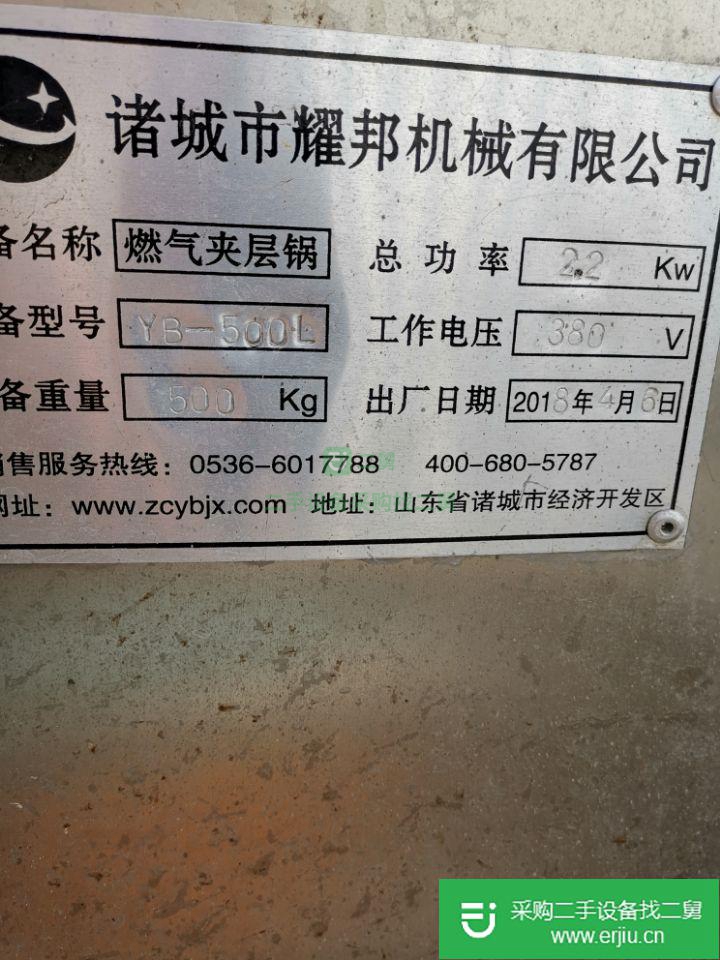 诸城市耀邦机械有限公司
备名称 燃气夹层锅 总功率 2.2 Kw
备型号 YB-500L 工作电压 380 V
备重量 500 Kg 出厂日期 2018年4月6日
销售服务热线: 0536-6017788 400-680-5787
网址: www.zcybjx.com 地址: 山东省诸城市经济开发区
采购二手设备找二舅
www.erjiu.cn